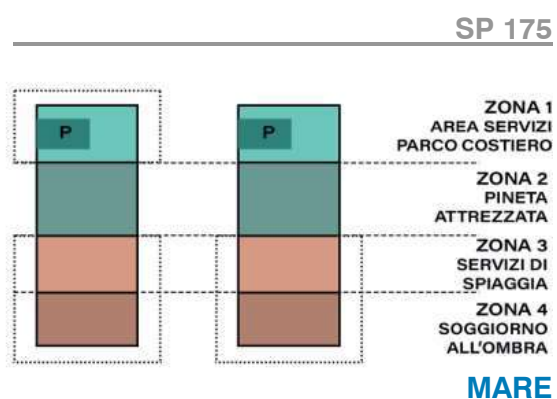 SP 175
P
P
ZONA 1
AREA SERVIZI
PARCO COSTIERO
ZONA 2
PINETA
ATTREZZATA
ZONA 3
SERVIZI DI
SPIAGGIA
ZONA 4
SOGGIORNO
ALL'OMBRA
MARE